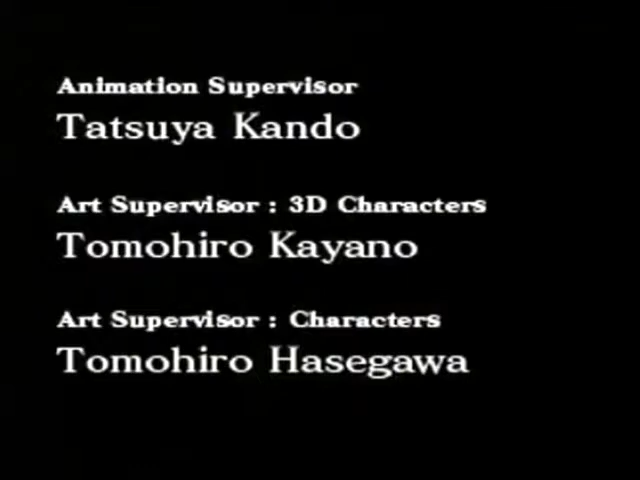 Animation Supervisor
Tatsuya Kando
Art Supervisor : 3D Characters
Tomohiro Kayano
Art Supervisor : Characters
Tomohiro Hasegawa